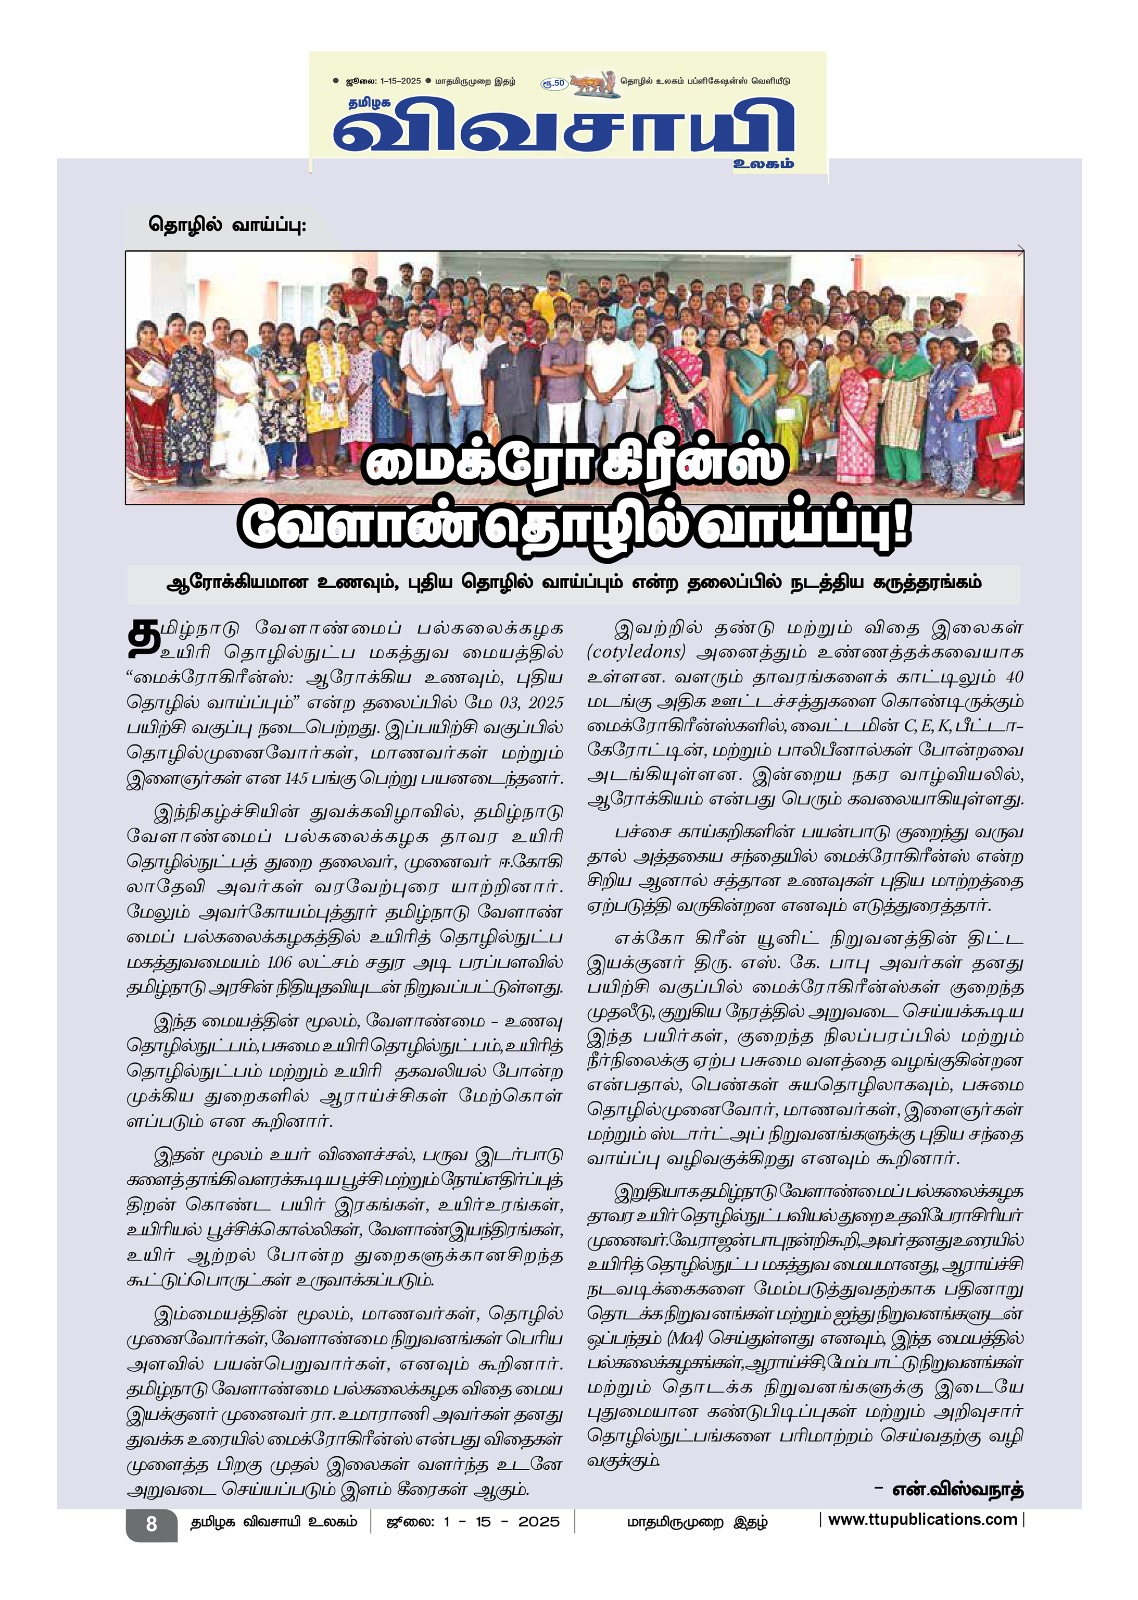 ● ஜூலை: 1-15-2025 ● மாதமிருமுறை இதழ் ரூ.50 தொழில் உலகம் பப்ளிகேஷன்ஸ் வெளியீடு
தமிழக
விவசாயி
உலகம்
தொழில் வாய்ப்பு:
மைக்ரோ கிரீன்ஸ்
வேளாண் தொழில் வாய்ப்பு!
ஆரோக்கியமான உணவும், புதிய தொழில் வாய்ப்பும் என்ற தலைப்பில் நடத்திய கருத்தரங்கம்
தமிழ்நாடு வேளாண்மைப் பல்கலைக்கழக
உயிரி தொழில்நுட்ப மகத்துவ மையத்தில்
“மைக்ரோகிரீன்ஸ்: ஆரோக்கிய உணவும், புதிய
தொழில் வாய்ப்பும்” என்ற தலைப்பில் மே 03, 2025
பயிற்சி வகுப்பு நடைபெற்றது. இப்பயிற்சி வகுப்பில்
தொழில்முனைவோர்கள், மாணவர்கள் மற்றும்
இளைஞர்கள் என 145 பங்கு பெற்று பயனடைந்தனர்.
இந்நிகழ்ச்சியின் துவக்கவிழாவில், தமிழ்நாடு
வேளாண்மைப் பல்கலைக்கழக தாவர உயிரி
தொழில்நுட்பத் துறை தலைவர், முனைவர் ஈ.கோகி
லாதேவி அவர்கள் வரவேற்புரை யாற்றினார்.
மேலும் அவர்கோயம்புத்தூர் தமிழ்நாடு வேளாண்
மைப் பல்கலைக்கழகத்தில் உயிரித் தொழில்நுட்ப
மகத்துவமையம் 1.06 லட்சம் சதுர அடி பரப்பளவில்
தமிழ்நாடு அரசின் நிதியுதவியுடன் நிறுவப்பட்டுள்ளது.
இந்த மையத்தின் மூலம், வேளாண்மை - உணவு
தொழில்நுட்பம், பசுமை உயிரி தொழில்நுட்பம், உயிரித்
தொழில்நுட்பம் மற்றும் உயிரி தகவலியல் போன்ற
முக்கிய துறைகளில் ஆராய்ச்சிகள் மேற்கொள்
ளப்படும் என கூறினார்.
இதன் மூலம் உயர் விளைச்சல், பருவ இடர்பாடு
களைத் தாங்கி வளரக்கூடிய பூச்சி மற்றும் நோய்எதிர்ப்புத்
திறன் கொண்ட பயிர் இரகங்கள், உயிர்உரங்கள்,
உயிரியல் பூச்சிக்கொல்லிகள், வேளாண்இயந்திரங்கள்,
உயிர் ஆற்றல் போன்ற துறைகளுக்கானசிறந்த
கூட்டுப்பொருட்கள் உருவாக்கப்படும்.
இம்மையத்தின் மூலம், மாணவர்கள், தொழில்
முனைவோர்கள், வேளாண்மை நிறுவனங்கள் பெரிய
அளவில் பயன்பெறுவார்கள், எனவும் கூறினார்.
தமிழ்நாடு வேளாண்மை பல்கலைக்கழக விதை மைய
இயக்குனர் முனைவர் ரா. உமாராணி அவர்கள் தனது
துவக்க உரையில் மைக்ரோகிரீன்ஸ் என்பது விதைகள்
முளைத்த பிறகு முதல் இலைகள் வளர்ந்த உடனே
அறுவடை செய்யப்படும் இளம் கீரைகள் ஆகும்.
இவற்றில் தண்டு மற்றும் விதை இலைகள்
(cotyledons) அனைத்தும் உண்ணத்தக்கவையாக
உள்ளன. வளரும் தாவரங்களைக் காட்டிலும் 40
மடங்கு அதிக ஊட்டச்சத்துகளை கொண்டிருக்கும்
மைக்ரோகிரீன்ஸ்களில், வைட்டமின் C, E, K, பீட்டா-
கேரோட்டின், மற்றும் பாலிபீனால்கள் போன்றவை
அடங்கியுள்ளன. இன்றைய நகர வாழ்வியலில்,
ஆரோக்கியம் என்பது பெரும் கவலையாகியுள்ளது.
பச்சை காய்கறிகளின் பயன்பாடு குறைந்து வருவ
தால் அத்தகைய சந்தையில் மைக்ரோகிரீன்ஸ் என்ற
சிறிய ஆனால் சத்தான உணவுகள் புதிய மாற்றத்தை
ஏற்படுத்தி வருகின்றன எனவும் எடுத்துரைத்தார்.
எக்கோ கிரீன் யூனிட் நிறுவனத்தின் திட்ட
இயக்குனர் திரு. எஸ். கே. பாபு அவர்கள் தனது
பயிற்சி வகுப்பில் மைக்ரோகிரீன்ஸ்கள் குறைந்த
முதலீடு, குறுகிய நேரத்தில் அறுவடை செய்யக்கூடிய
இந்த பயிர்கள், குறைந்த நிலப்பரப்பில் மற்றும்
நீர்நிலைக்கு ஏற்ப பசுமை வளத்தை வழங்குகின்றன
என்பதால், பெண்கள் சுயதொழிலாகவும், பசுமை
தொழில்முனைவோர், மாணவர்கள், இளைஞர்கள்
மற்றும் ஸ்டார்ட்அப் நிறுவனங்களுக்கு புதிய சந்தை
வாய்ப்பு வழிவகுக்கிறது எனவும் கூறினார்.
இறுதியாக தமிழ்நாடு வேளாண்மைப் பல்கலைக்கழக
தாவர உயிர் தொழில்நுட்பவியல் துறை உதவி பேராசிரியர்
முனைவர்.வே.ராஜன் பாபு நன்றி கூறி, அவர் தனது உரையில்
உயிரித் தொழில்நுட்ப மகத்துவ மையமானது, ஆராய்ச்சி
நடவடிக்கைகளை மேம்படுத்துவதற்காக பதினாறு
தொடக்க நிறுவனங்கள் மற்றும் ஐந்து நிறுவனங்களுடன்
ஒப்பந்தம் (MoA) செய்துள்ளது எனவும், இந்த மையத்தில்
பல்கலைக்கழகங்கள், ஆராய்ச்சி, மேம்பாட்டு நிறுவனங்கள்
மற்றும் தொடக்க நிறுவனங்களுக்கு இடையே
புதுமையான கண்டுபிடிப்புகள் மற்றும் அறிவுசார்
தொழில்நுட்பங்களை பரிமாற்றம் செய்வதற்கு வழி
வகுக்கும்.
- என்.விஸ்வநாத்
8 தமிழக விவசாயி உலகம் | ஜூலை: 1 - 15 - 2025 | மாதமிருமுறை இதழ் | www.ttupublications.com |